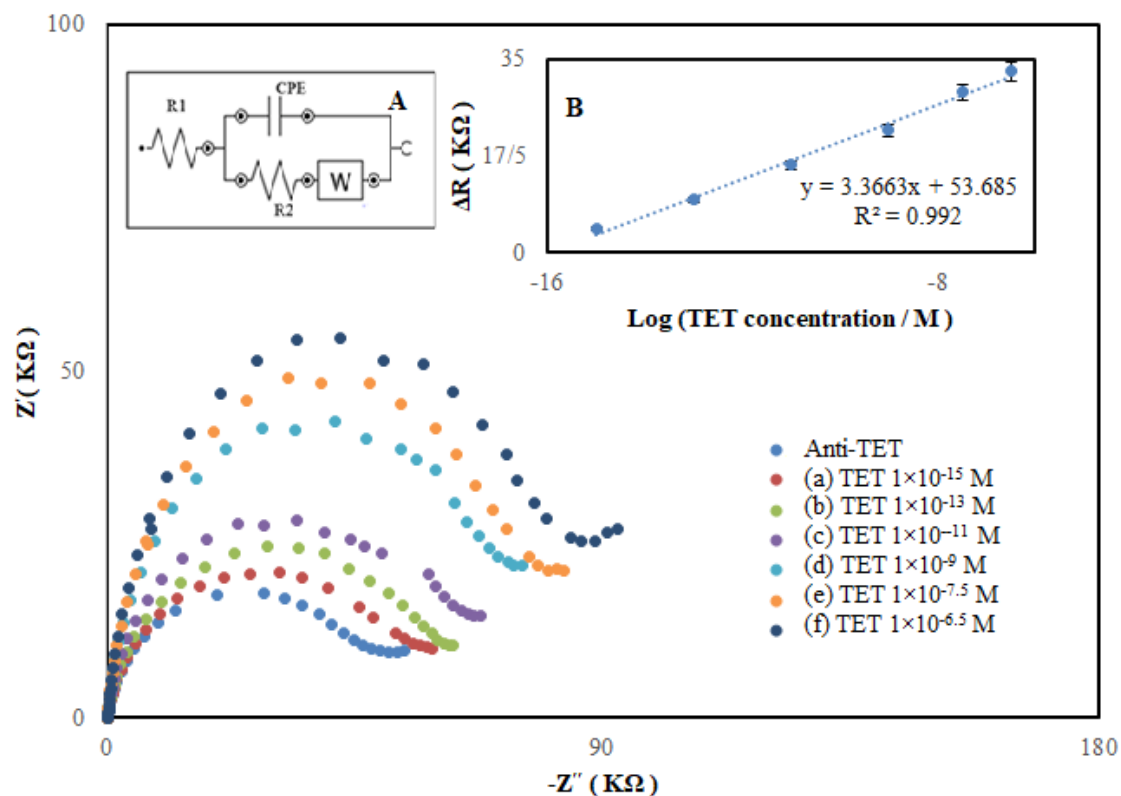 100
50
0
Z'( KΩ)
0
90
180
-Z″ ( KΩ)
A
CPE
R1
R2
W
C
B
35
17/5
0
ΔR ( KΩ)
-16
-8
Log (TET concentration / M )
y = 3.3663x + 53.685
R² = 0.992
Anti-TET
(a) TET 1×10⁻¹⁵ M
(b) TET 1×10⁻¹³ M
(c) TET 1×10⁻¹¹ M
(d) TET 1×10⁻⁹ M
(e) TET 1×10⁻⁷·⁵ M
(f) TET 1×10⁻⁶·⁵ M